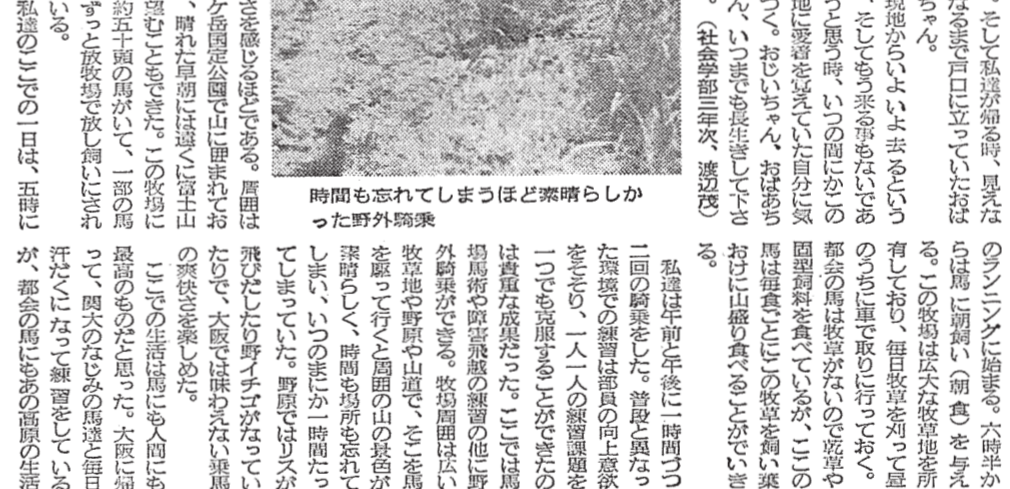 。そして私達が帰る時、見えな
なるまで戸口に立っていたおば
ちゃん。
現地からいよいよ去るという
、そしてもう来る事もないであ
うと思う時、いつの間にかこの
地に愛着を覚えていた自分に気
つく。おじいちゃん、おばあち
ん、いつまでも長生きして下さ
。（社会学部三年次、渡辺茂）
時間も忘れてしまうほど素晴らしか
った野外騎乗
さを感じるほどである。周囲は
ケ岳国定公園で山に囲まれてお
、晴れた早朝には遠くに富士山
望むこともできた。この牧場に
約五十頭の馬がいて、一部の馬
ずっと放牧場で放し飼いにされ
いる。
私達のここでの一日は、五時に
のランニングに始まる。六時半か
らは馬に朝飼い（朝食）を与え
る。この牧場は広大な牧草地を所
有しており、毎日牧草を刈って昼
のうちに車で取りに行っておく。
都会の馬は牧草がないので乾草や
固型飼料を食べているが、ここの
馬は毎食ごとにこの牧草を飼い葉
おけに山盛り食べることができ
る。
私達は午前と午後に一時間づつ
二回の騎乗をした。普段と異なっ
た環境での練習は部員の向上意欲
をそそり、一人一人の練習課題を
一つでも克服することができたの
は貴重な成果だった。ここでは馬
場馬術や障害飛越の練習の他に野
外騎乗ができる。牧場周囲は広い
牧草地や野原や山道で、そこを馬
を駆って行くと周囲の山の景色が
素晴らしく、時間も場所も忘れて
しまい、いつのまにか一時間たっ
てしまっていた。野原ではリスが
飛びだしたり野イチゴがなってい
たりで、大阪では味わえない乗馬
の爽快さを楽しめた。
ここでの生活は馬にも人間にも
最高のものだと思った。大阪に帰
って、関大のなじみの馬達と毎日
汗だくになって練習をしている
が、都会の馬にもあの高原の生活